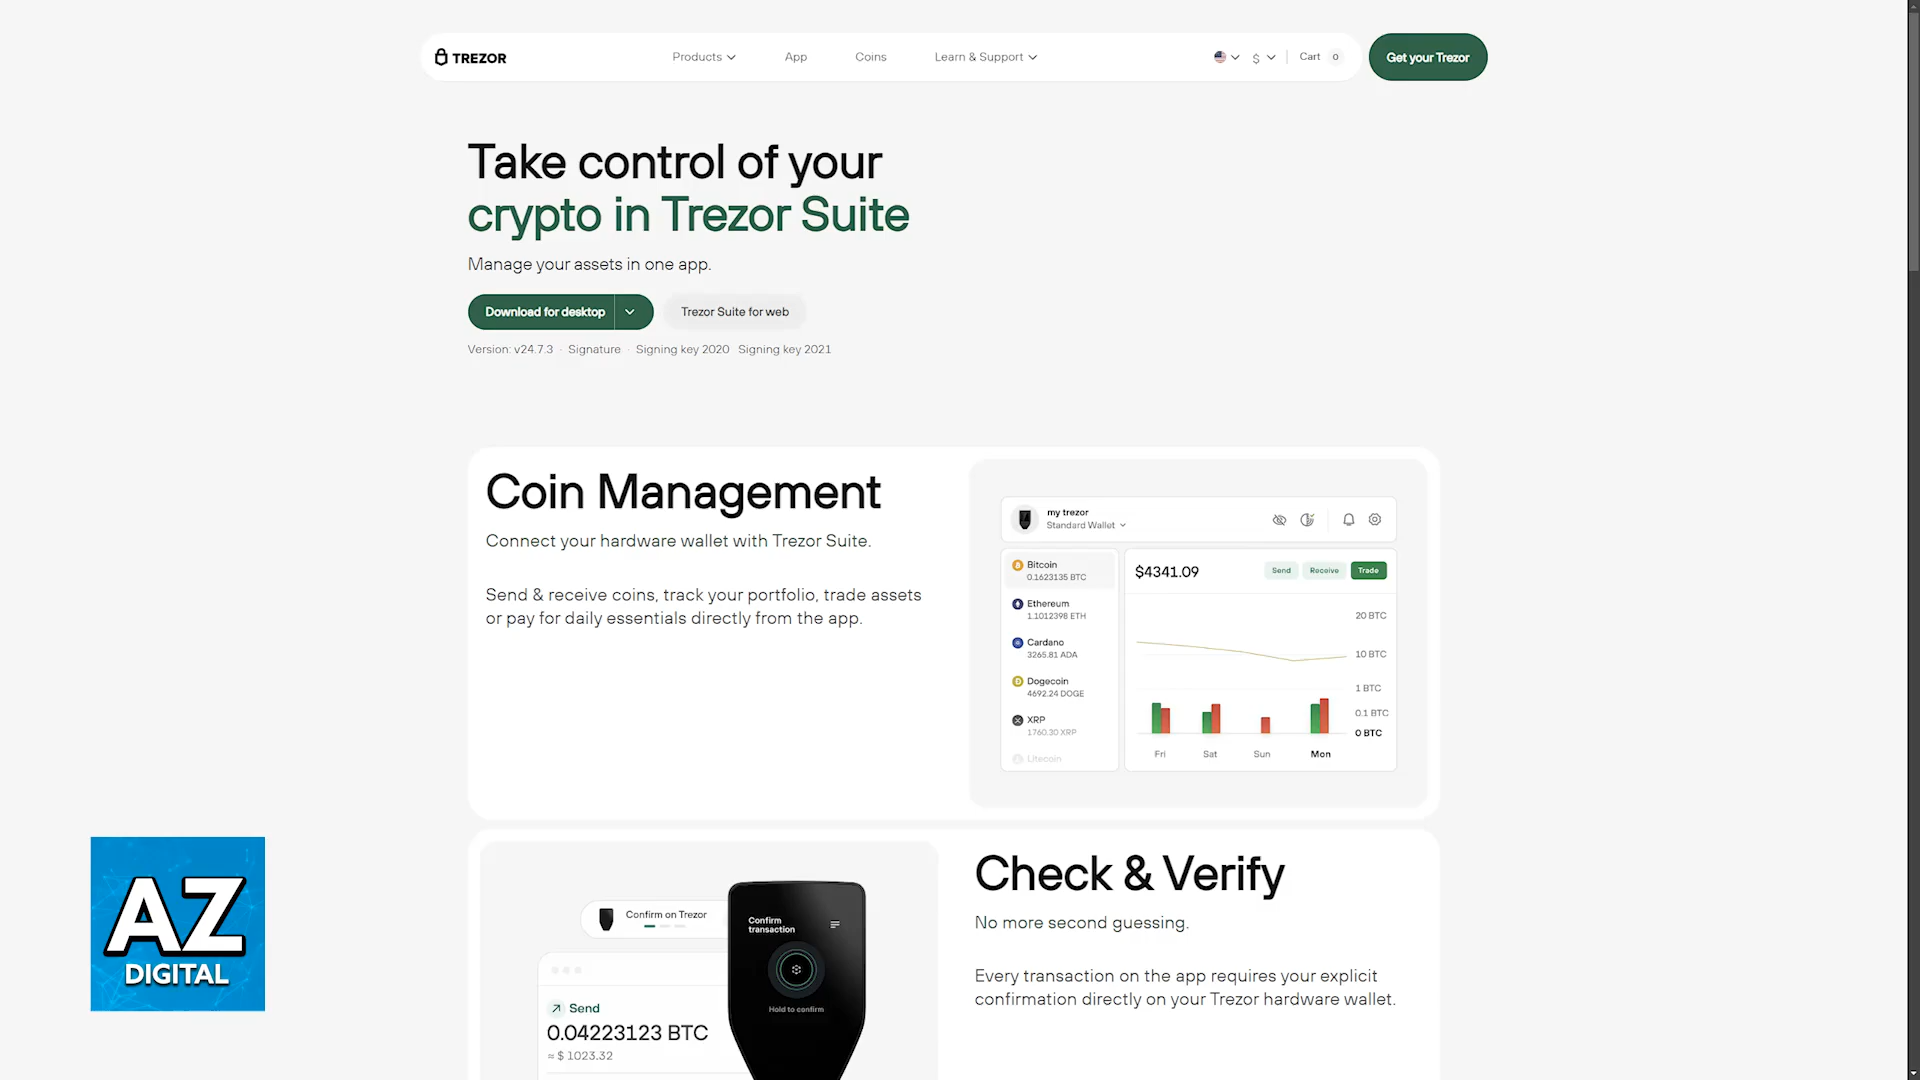 TREZOR
Products
App
Coins
Learn & Support
$
Cart
0
Get your Trezor
Take control of your
crypto in Trezor Suite
Manage your assets in one app.
Download for desktop
Trezor Suite for web
Version: v24.7.3 · Signature · Signing key 2020 Signing key 2021
Coin Management
Connect your hardware wallet with Trezor Suite.
Send & receive coins, track your portfolio, trade assets
or pay for daily essentials directly from the app.
my trezor
Standard Wallet
Bitcoin
0.1623135 BTC
Ethereum
1.1012398 ETH
Cardano
3265.81 ADA
Dogecoin
4692.24 DOGE
XRP
1760.30 XRP
Litecoin
$4341.09
Send
Receive
Trade
20 BTC
10 BTC
1 BTC
0.1 BTC
0 BTC
Fri
Sat
Sun
Mon
Confirm on Trezor
Confirm
transaction
Hold to confirm
Send
0.04223123 BTC
≈ $ 1023.32
Check & Verify
No more second guessing.
Every transaction on the app requires your explicit
confirmation directly on your Trezor hardware wallet.
AZ
DIGITAL